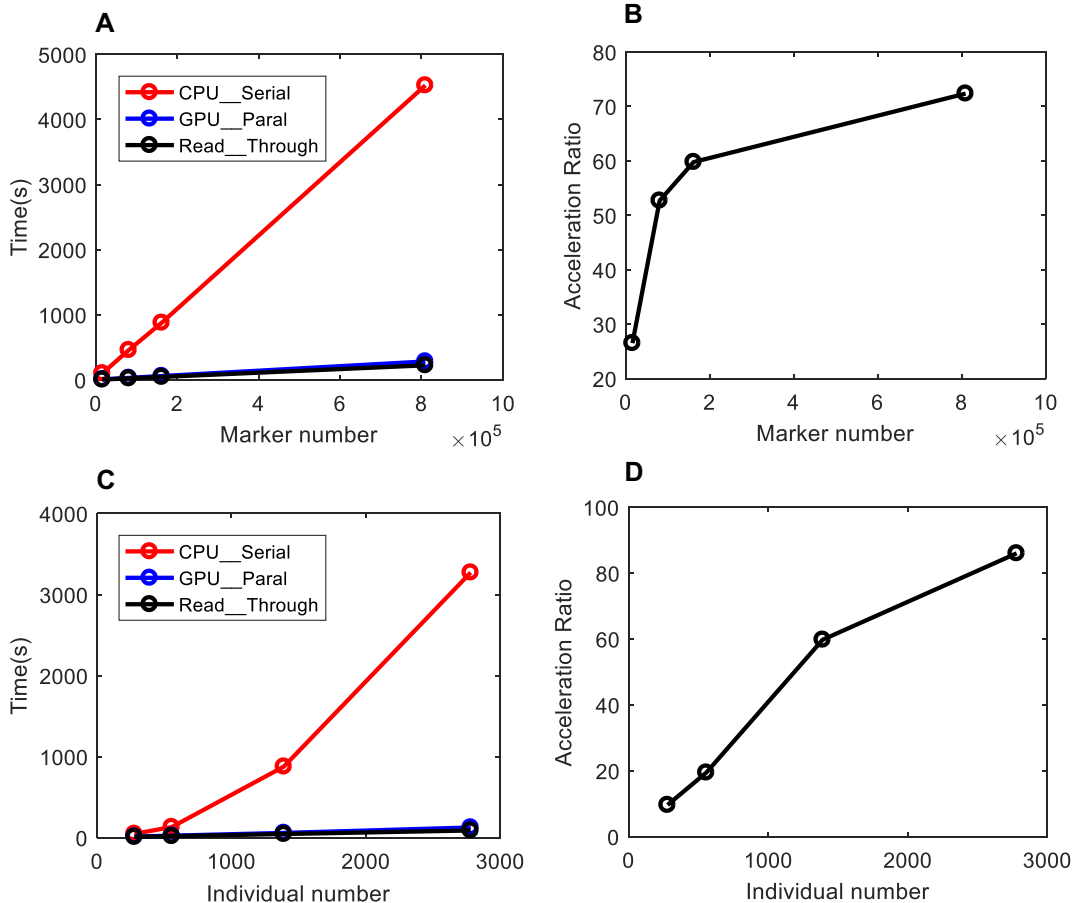 A
5000
4000
3000
2000
1000
0
Time(s)
CPU__Serial
GPU__Paral
Read__Through
0 2 4 6 8 10
Marker number
×10^5
B
80
70
60
50
40
30
20
Acceleration Ratio
0 2 4 6 8 10
Marker number
×10^5
C
4000
3000
2000
1000
0
Time(s)
CPU__Serial
GPU__Paral
Read__Through
0 1000 2000 3000
Individual number
D
100
80
60
40
20
0
Acceleration Ratio
0 1000 2000 3000
Individual number